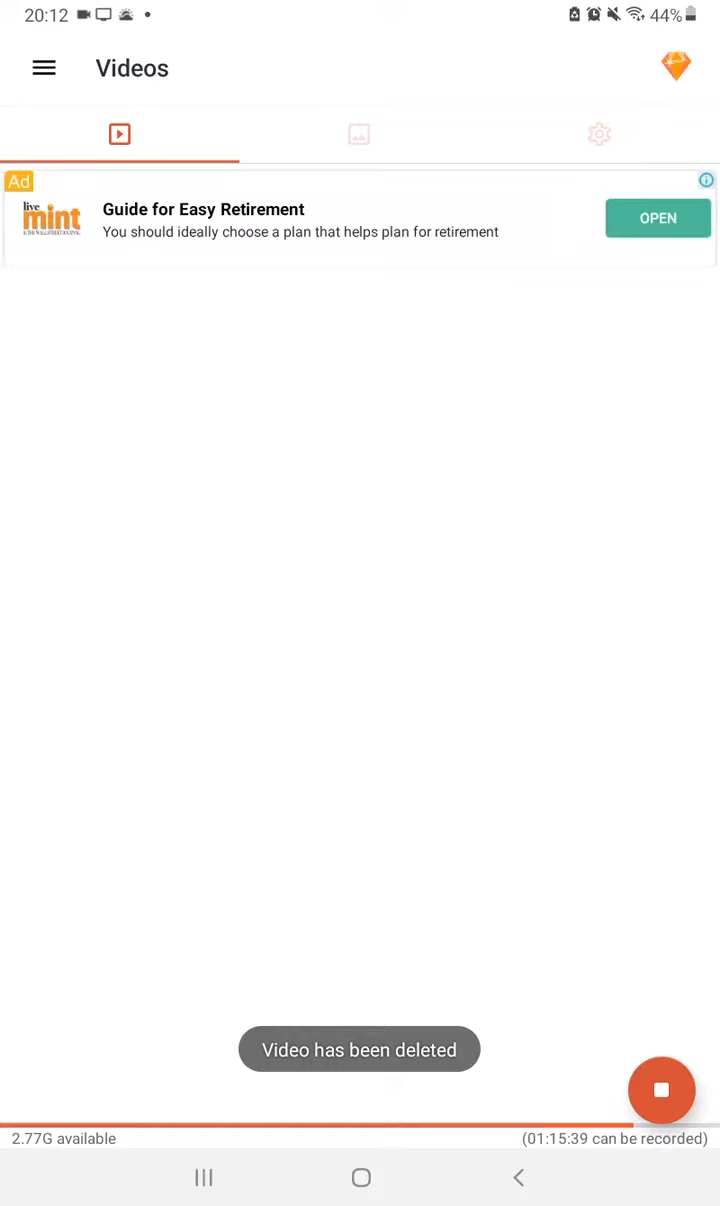 20:12
44%
Videos
Ad
live
mint
Guide for Easy Retirement
You should ideally choose a plan that helps plan for retirement
OPEN
Video has been deleted
2.77G available
(01:15:39 can be recorded)